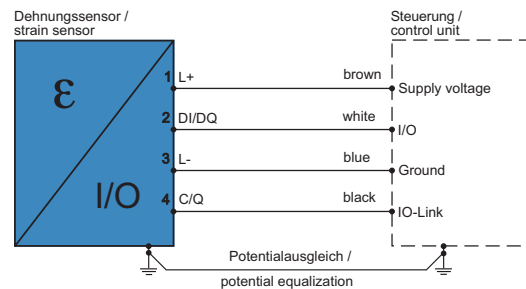 Dehnungssensor /
strain sensor
Steuerung /
control unit
ε
I/O
1 L+ brown Supply voltage
2 DI/DQ white I/O
3 L- blue Ground
4 C/Q black IO-Link
Potentialausgleich /
potential equalization